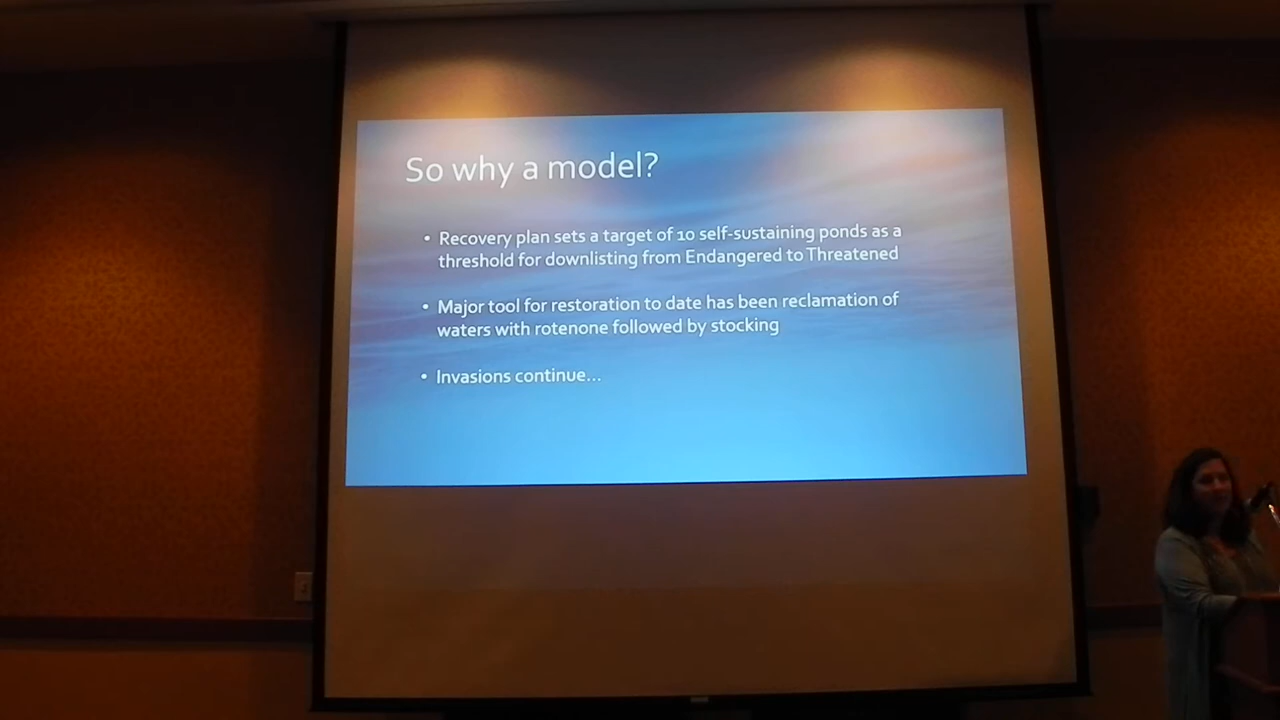 So why a model?
• Recovery plan sets a target of 10 self-sustaining ponds as a
threshold for downlisting from Endangered to Threatened
• Major tool for restoration to date has been reclamation of
waters with rotenone followed by stocking
• Invasions continue...